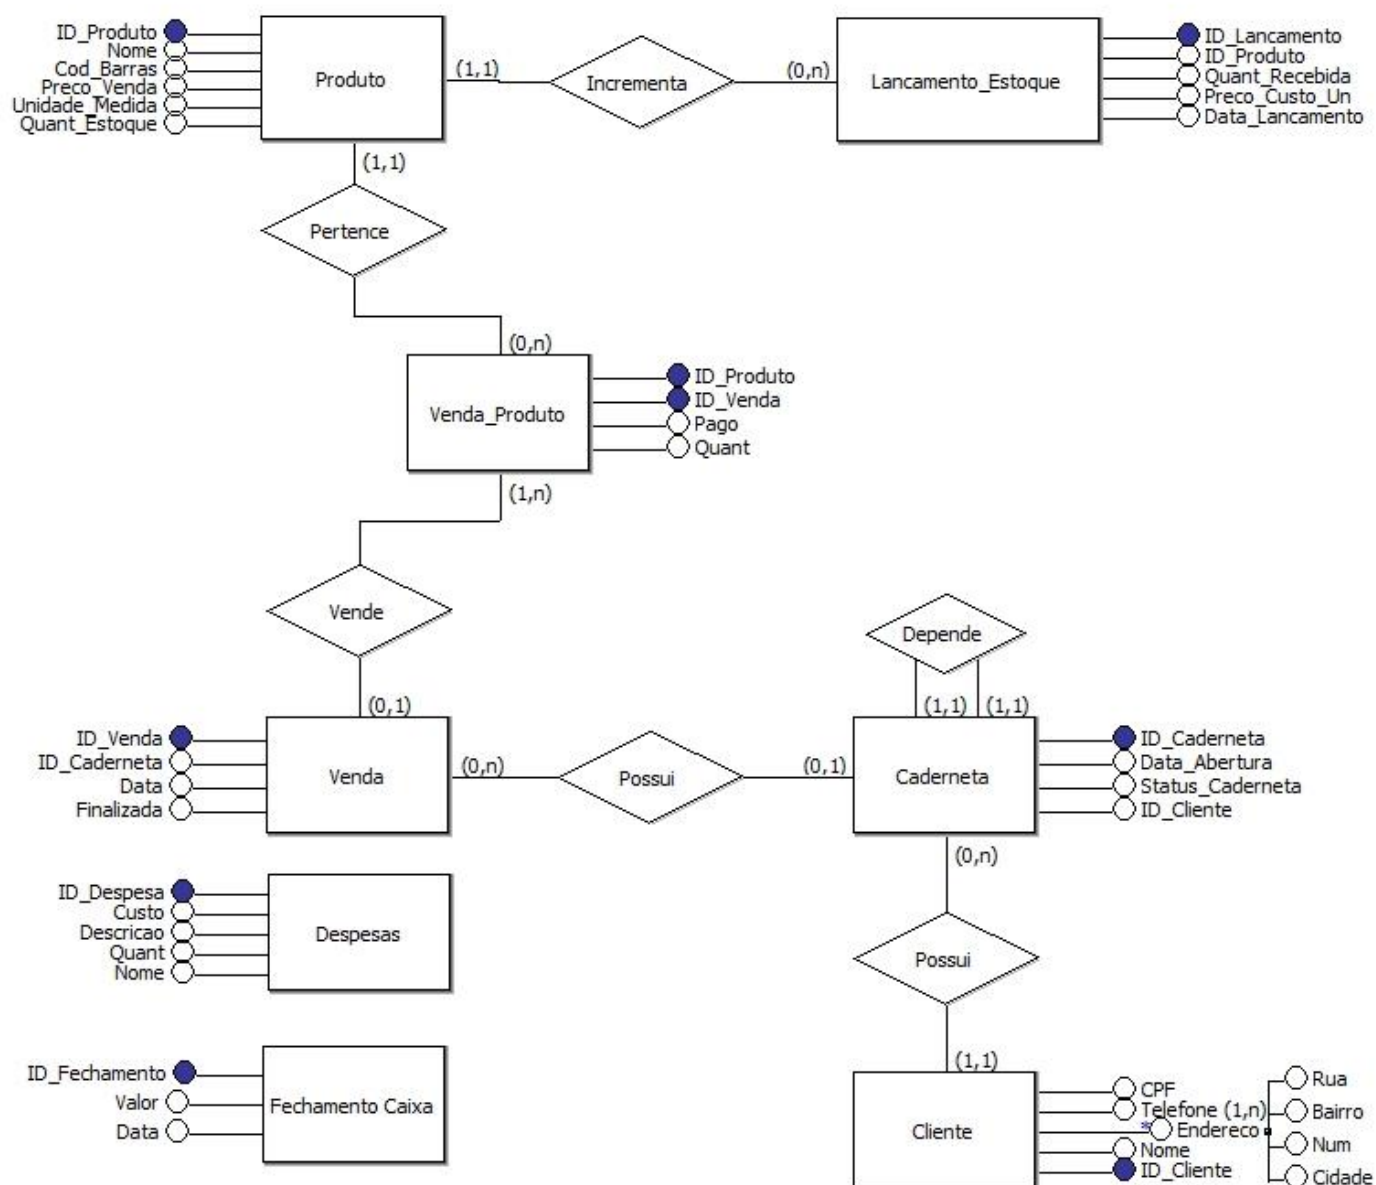 ID_Produto
Nome
Cod_Barras
Preco_Venda
Unidade_Medida
Quant_Estoque
Produto
(1,1)
Incrementa
(0,n)
Lancamento_Estoque
ID_Lancamento
ID_Produto
Quant_Recebida
Preco_Custo_Un
Data_Lancamento
(1,1)
Pertence
(0,n)
Venda_Produto
ID_Produto
ID_Venda
Pago
Quant
(1,n)
Vende
(0,1)
Depende
(1,1)
(1,1)
ID_Venda
ID_Caderneta
Data
Finalizada
Venda
(0,n)
Possui
(0,1)
Caderneta
ID_Caderneta
Data_Abertura
Status_Caderneta
ID_Cliente
(0,n)
Possui
(1,1)
ID_Despesa
Custo
Descricao
Quant
Nome
Despesas
ID_Fechamento
Valor
Data
Fechamento Caixa
Cliente
CPF
Telefone (1,n)
* Endereco
Nome
ID_Cliente
Rua
Bairro
Num
Cidade